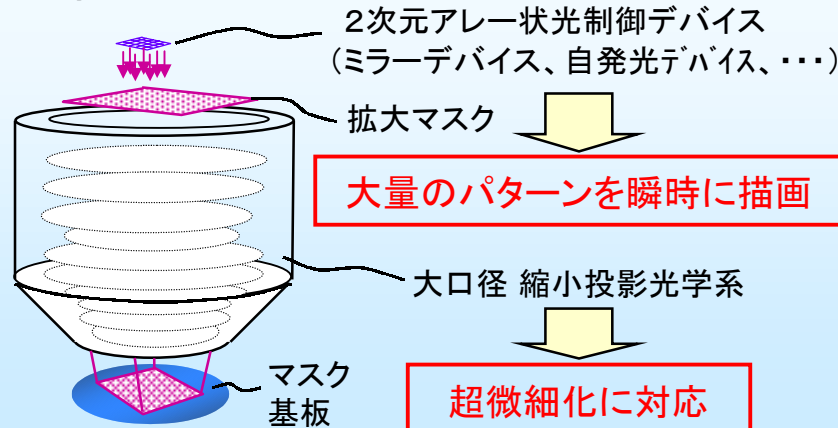 ２次元アレー状光制御デバイス
（ミラーデバイス、自発光ﾃﾞﾊﾞｲｽ、・・・）
拡大マスク
大量のパターンを瞬時に描画
大口径 縮小投影光学系
マスク
基板
超微細化に対応